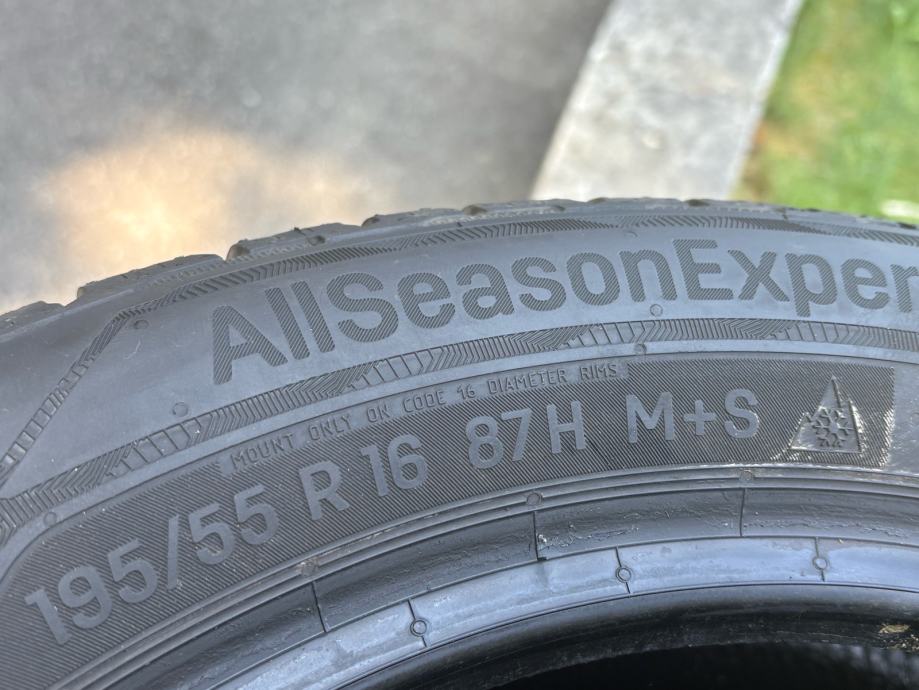 AllSeasonExper
MOUNT ONLY ON CODE 16 DIAMETER RIMS
195/55 R 16 87H M+S